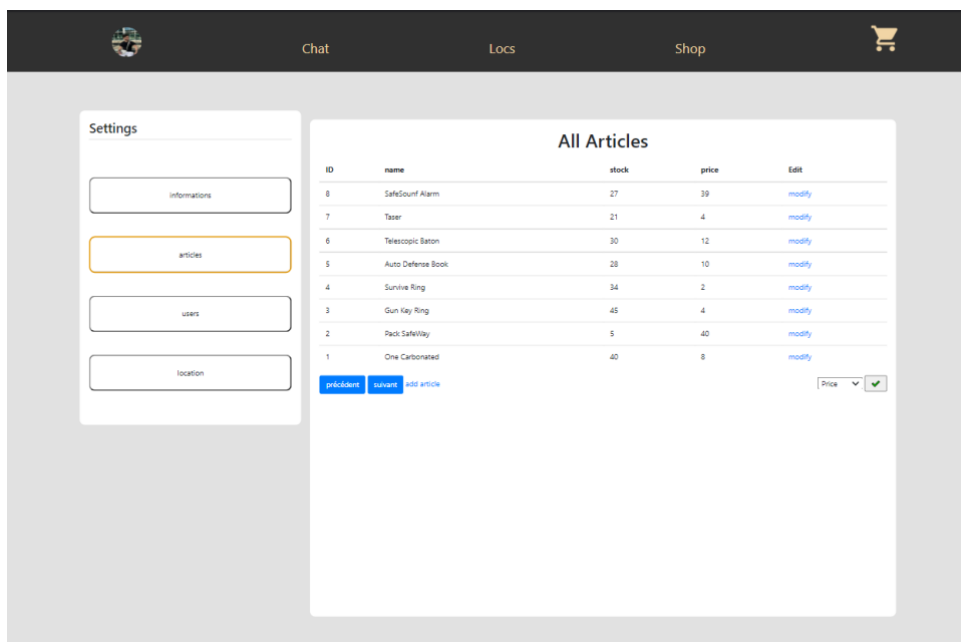 Chat Locs Shop
Settings
informations
articles
users
location
All Articles
ID name stock price Edit
8 SafeSounf Alarm 27 39 modify
7 Taser 21 4 modify
6 Telescopic Baton 30 12 modify
5 Auto Defense Book 28 10 modify
4 Survive Ring 34 2 modify
3 Gun Key Ring 45 4 modify
2 Pack SafeWay 5 40 modify
1 One Carbonated 40 8 modify
précédent suivant add article Price